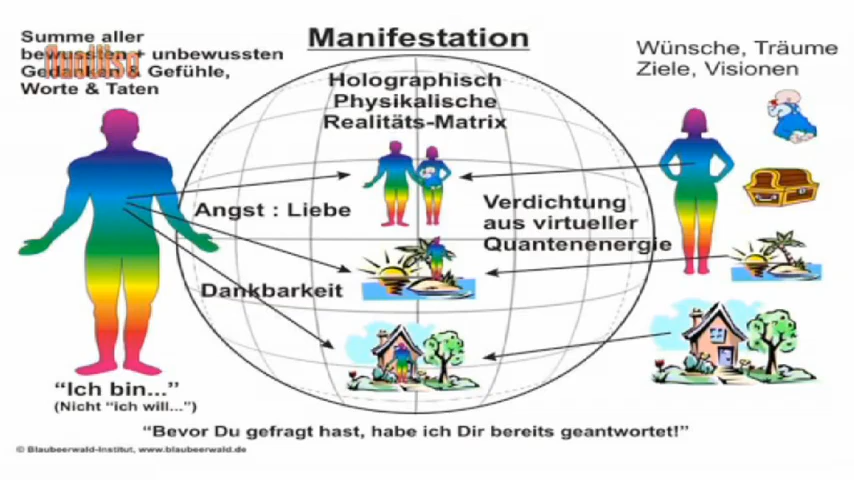 Manifestation
Summe aller
bewussten + unbewussten
Gedanken & Gefühle,
Worte & Taten
Wünsche, Träume
Ziele, Visionen
Holographisch
Physikalische
Realitäts-Matrix
Angst : Liebe
Verdichtung
aus virtueller
Quantenenergie
Dankbarkeit
“Ich bin...”
(Nicht “ich will...”)
“Bevor Du gefragt hast, habe ich Dir bereits geantwortet!”
© Blaubeerwald-Institut, www.blaubeerwald.de